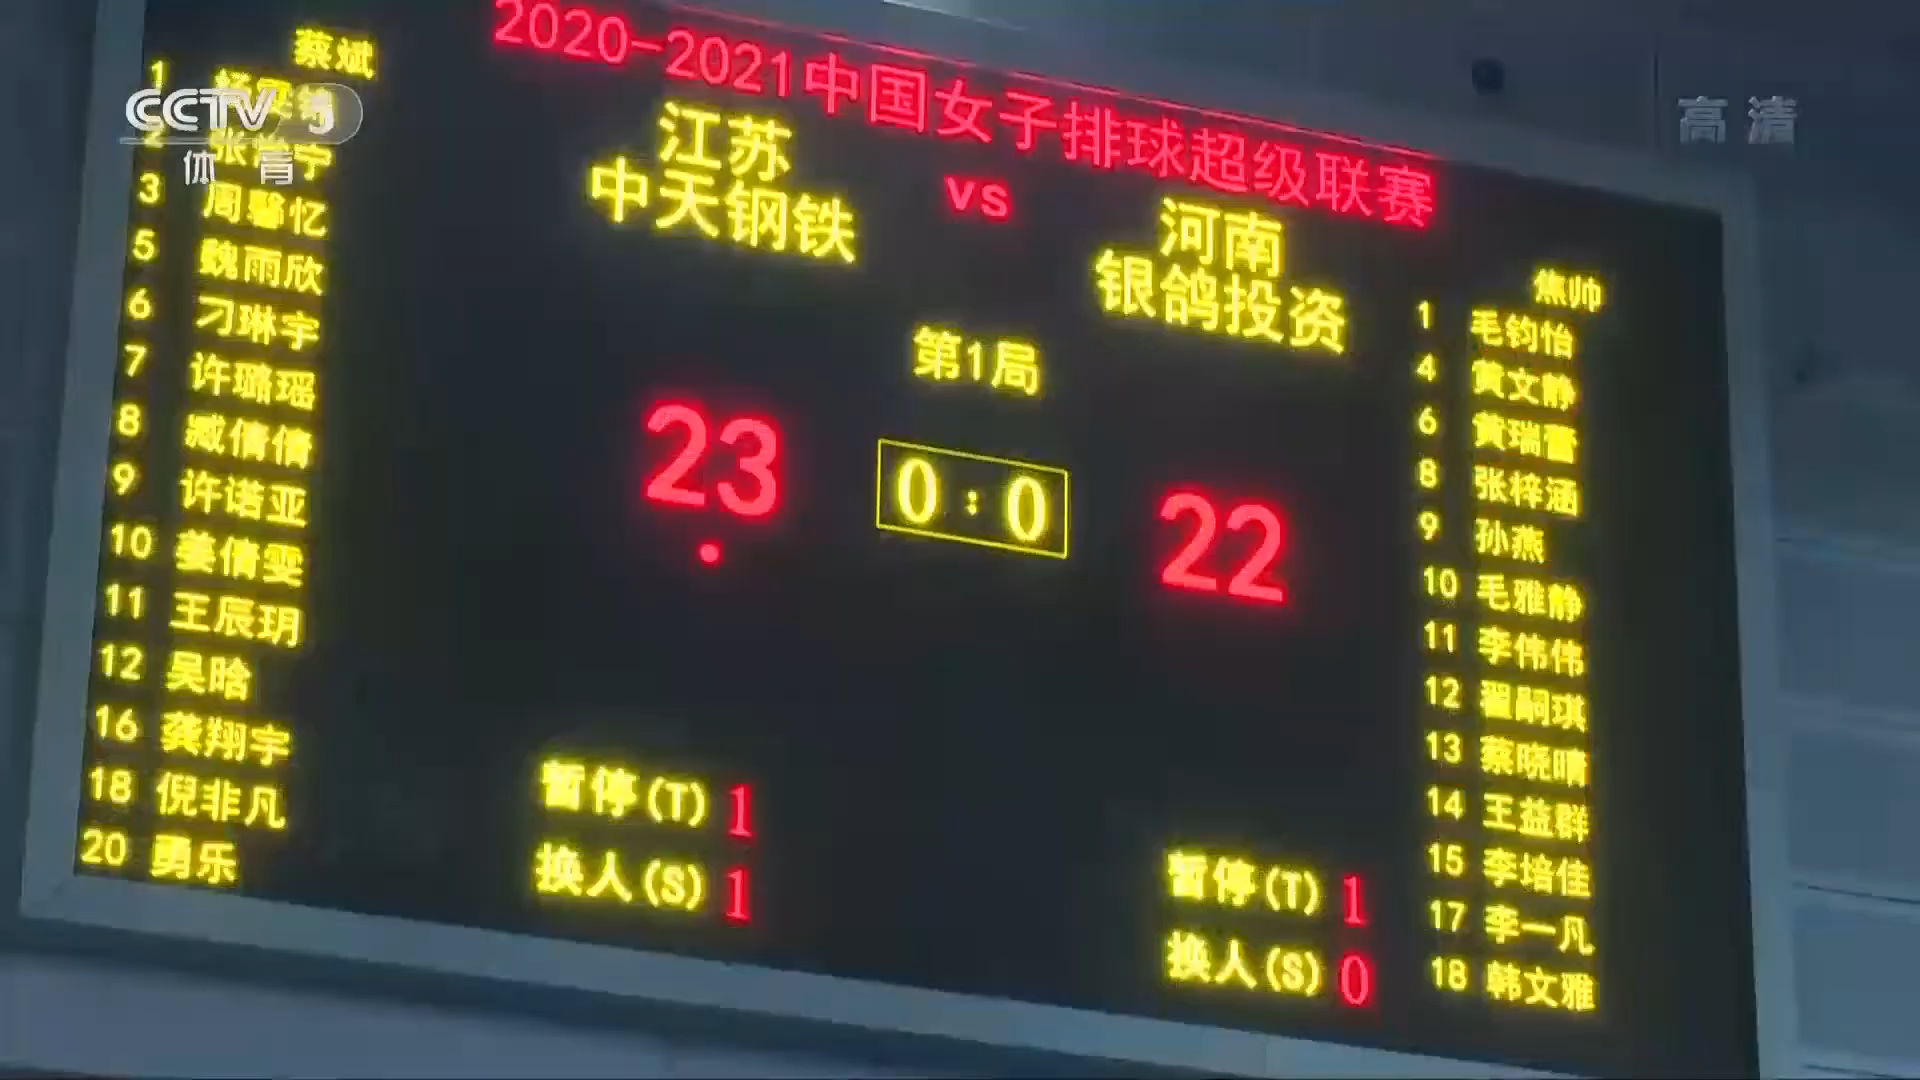 2020-2021中国女子排球超级联赛
江苏
中天钢铁
vs
河南
银鸽投资
第1局
23
0:0
22
暂停(T) 1
换人(S) 1
暂停(T) 1
换人(S) 0
蔡斌
1
2
3 周馨忆
5 魏雨欣
6 刁琳宇
7 许璐瑶
8 臧倩倩
9 许诺亚
10 姜倩雯
11 王辰玥
12 吴晗
16 龚翔宇
18 倪非凡
20 勇乐
焦帅
1 毛钧怡
4 黄文静
6 黄瑞蕾
8 张梓涵
9 孙燕
10 毛雅静
11 李伟伟
12 翟嗣琪
13 蔡晓晴
14 王益群
15 李培佳
17 李一凡
18 韩文雅
CCTV 5
体育
高清